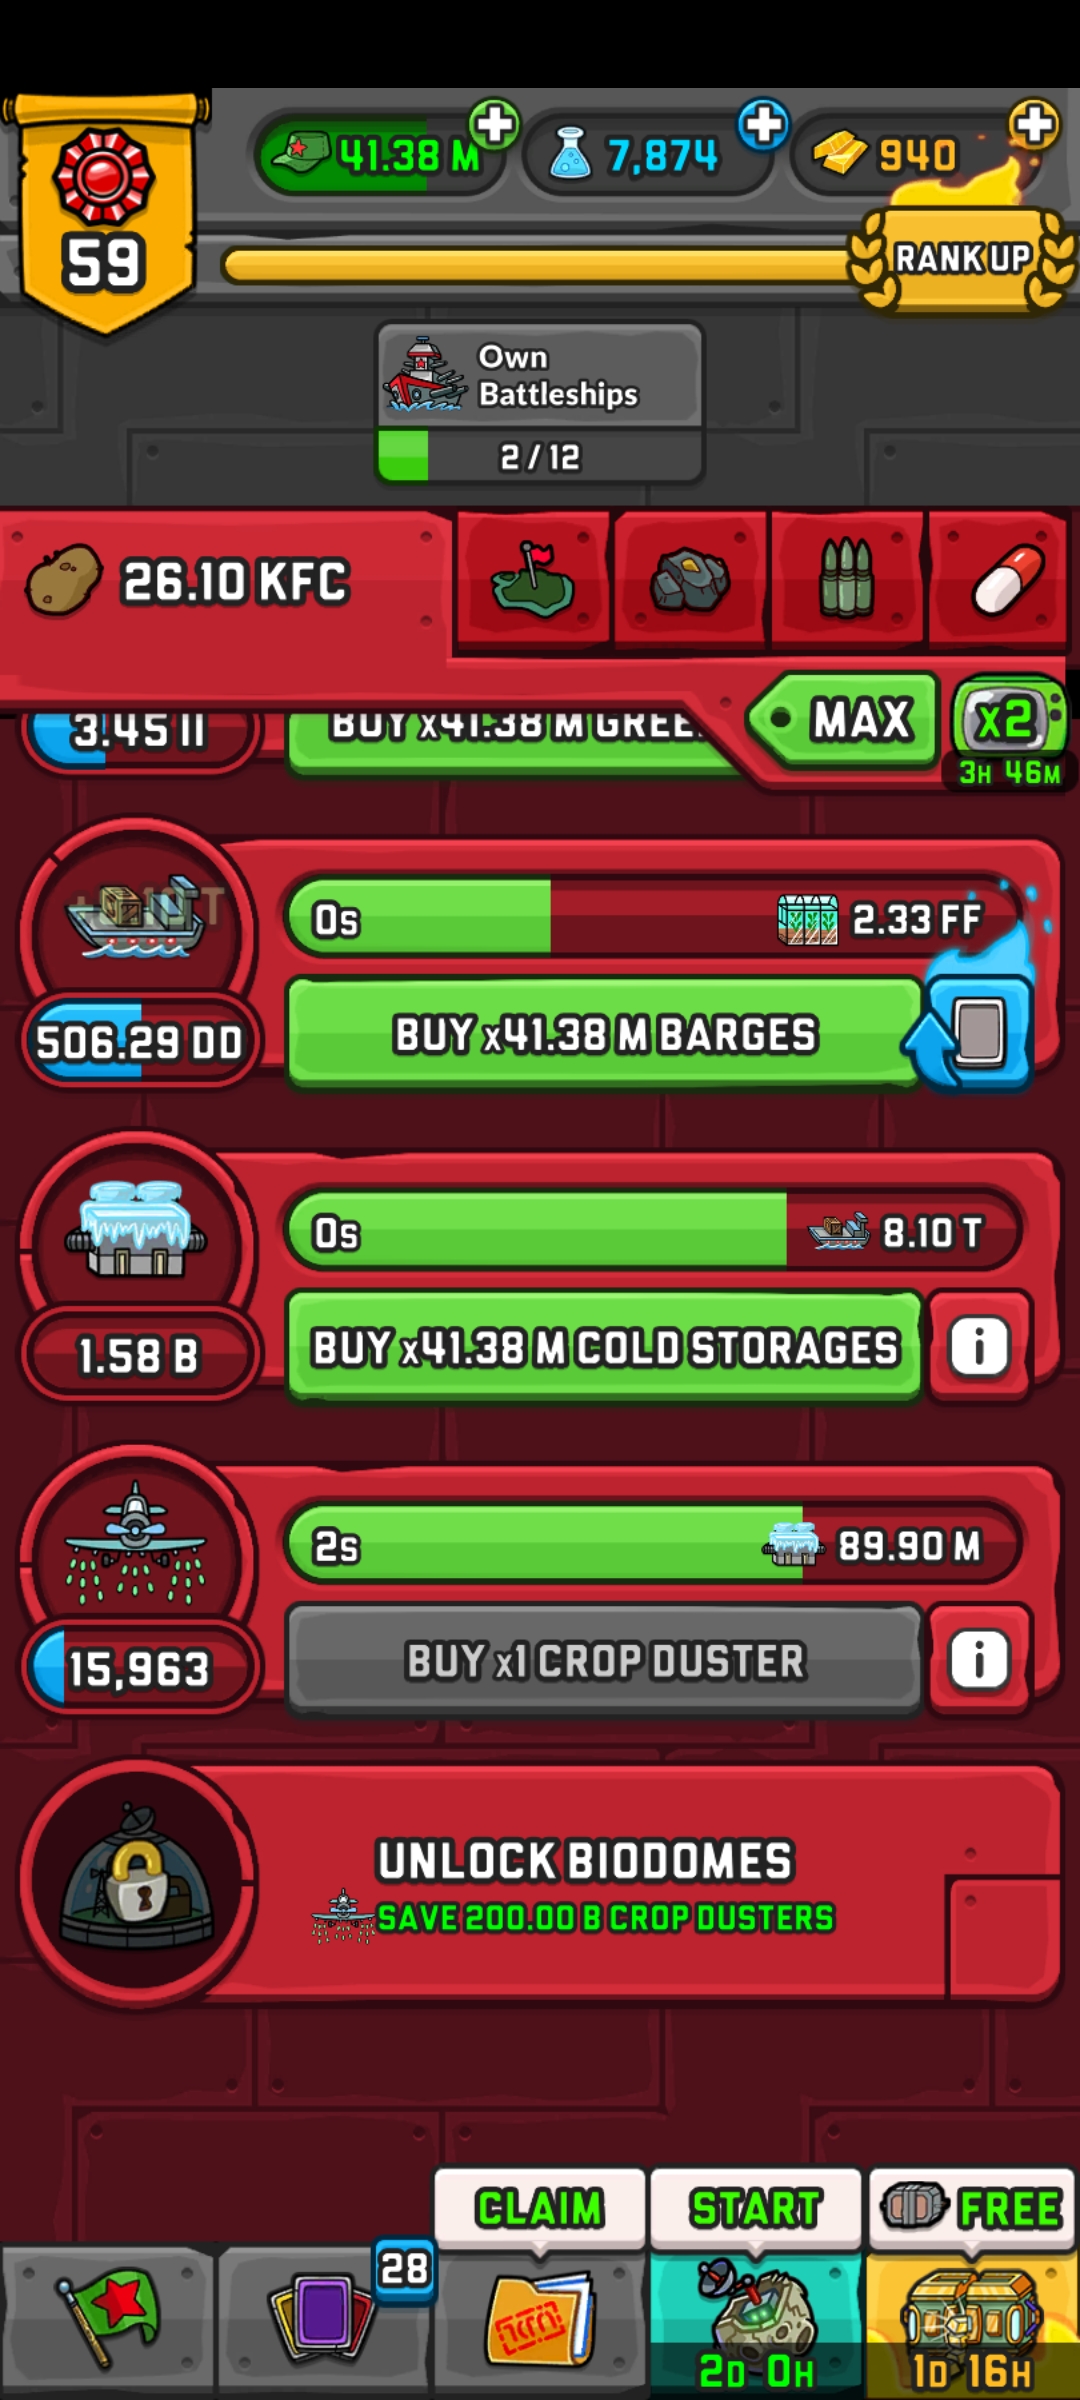 41.38 M
7,874
940
59
RANK UP
Own
Battleships
2 / 12
26.10 KFC
MAX
x2
3H 46M
3.45 II
BUY x41.38 M GREE
0s
2.33 FF
506.29 DD
BUY x41.38 M BARGES
0s
8.10 T
1.58 B
BUY x41.38 M COLD STORAGES
i
2s
89.90 M
15,963
BUY x1 CROP DUSTER
i
UNLOCK BIODOMES
SAVE 200.00 B CROP DUSTERS
CLAIM
START
FREE
28
2D 0H
1D 16H